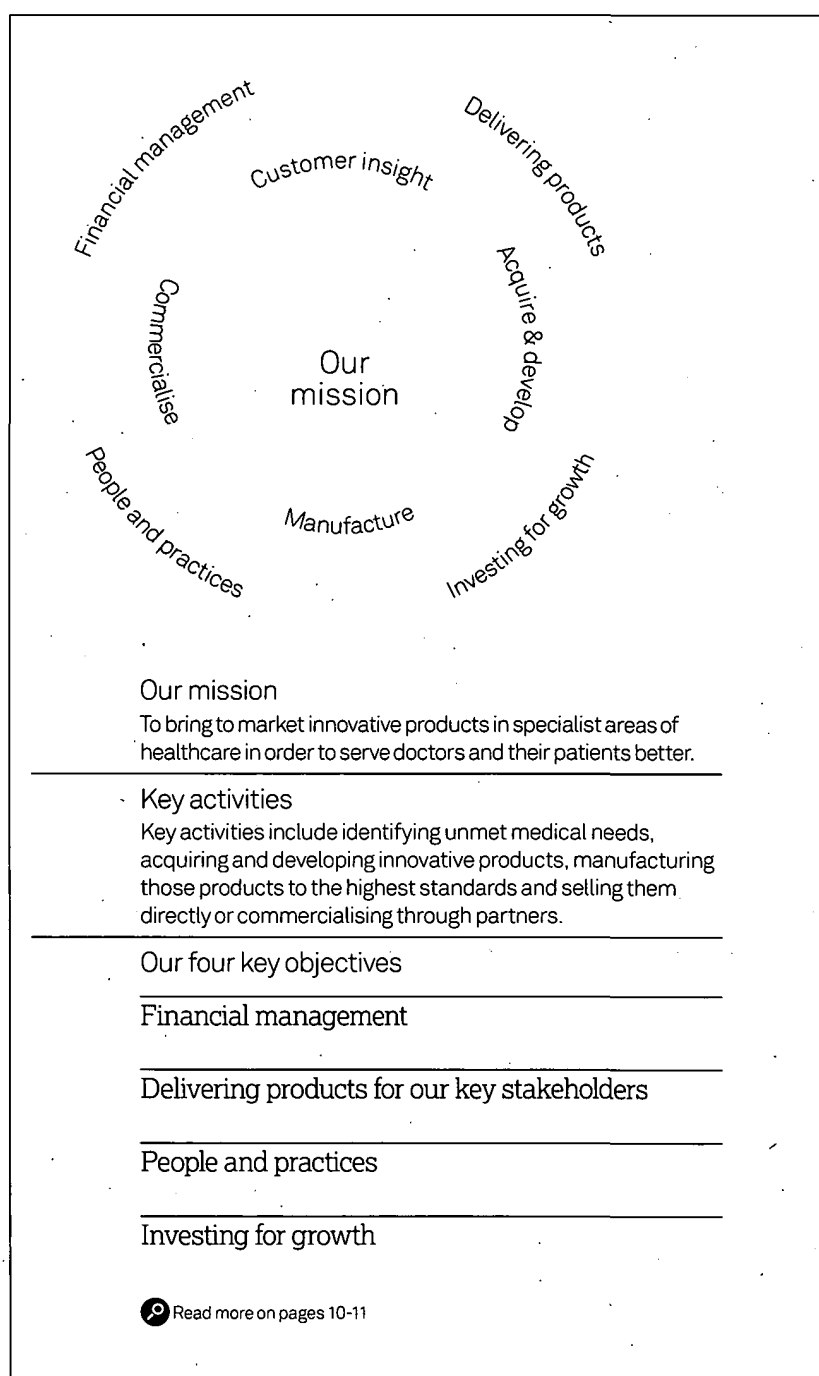 Financial management
Delivering products
Customer insight
Commercialise
Acquire & develop
Our
mission
People and practices
Manufacture
Investing for growth
Our mission
To bring to market innovative products in specialist areas of
healthcare in order to serve doctors and their patients better.
Key activities
Key activities include identifying unmet medical needs,
acquiring and developing innovative products, manufacturing
those products to the highest standards and selling them
directly or commercialising through partners.
Our four key objectives
Financial management
Delivering products for our key stakeholders
People and practices
Investing for growth
Read more on pages 10-11